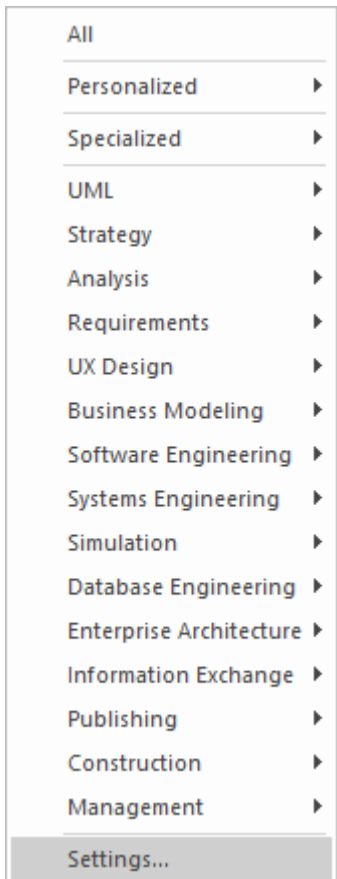 All
Personalized
Specialized
UML
Strategy
Analysis
Requirements
UX Design
Business Modeling
Software Engineering
Systems Engineering
Simulation
Database Engineering
Enterprise Architecture
Information Exchange
Publishing
Construction
Management
Settings...